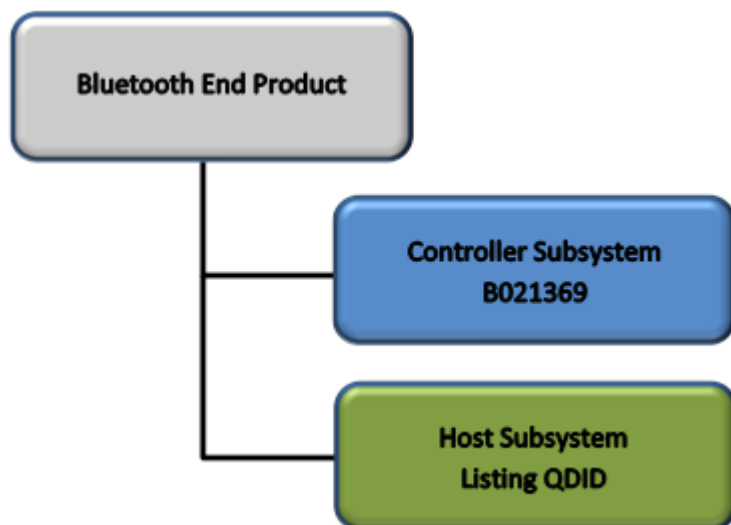 Bluetooth End Product
Controller Subsystem
B021369
Host Subsystem
Listing QDID